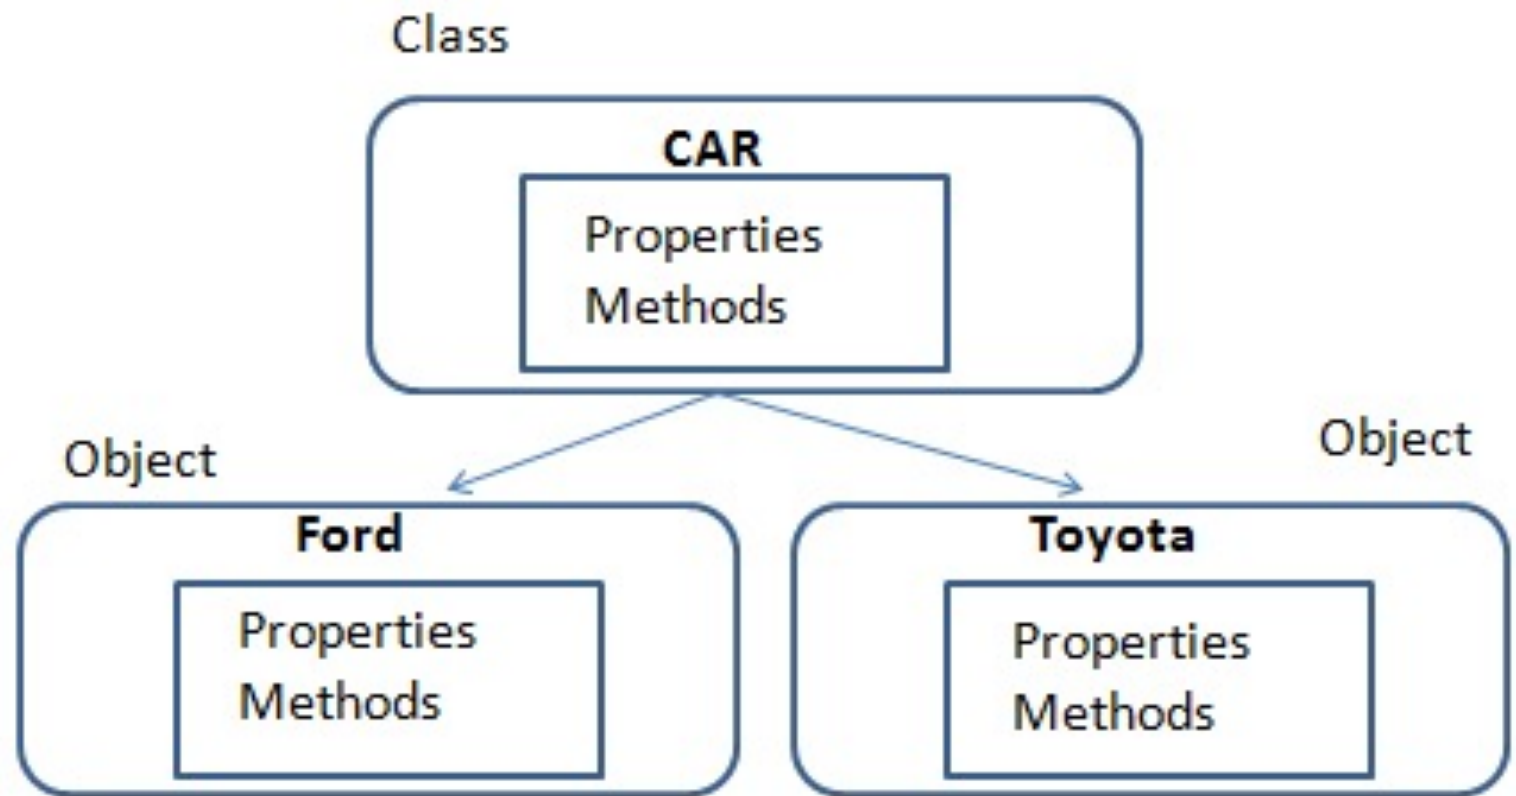 Class
CAR
Properties
Methods
Object
Object
Ford
Properties
Methods
Toyota
Properties
Methods